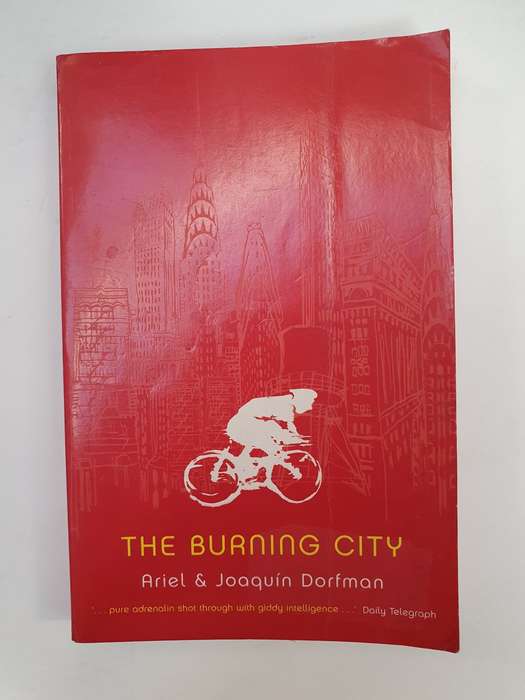 THE BURNING CITY
Ariel & Joaquín Dorfman
'. . . pure adrenalin shot through with giddy intelligence . . .' Daily Telegraph